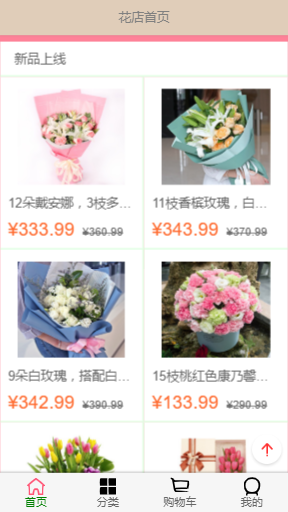 花店首页
新品上线
12朵戴安娜，3枝多...
¥333.99 ¥360.99
11枝香槟玫瑰，白...
¥343.99 ¥370.99
9朵白玫瑰，搭配白...
¥342.99 ¥390.99
15枝桃红色康乃馨...
¥133.99 ¥290.99
首页
分类
购物车
我的